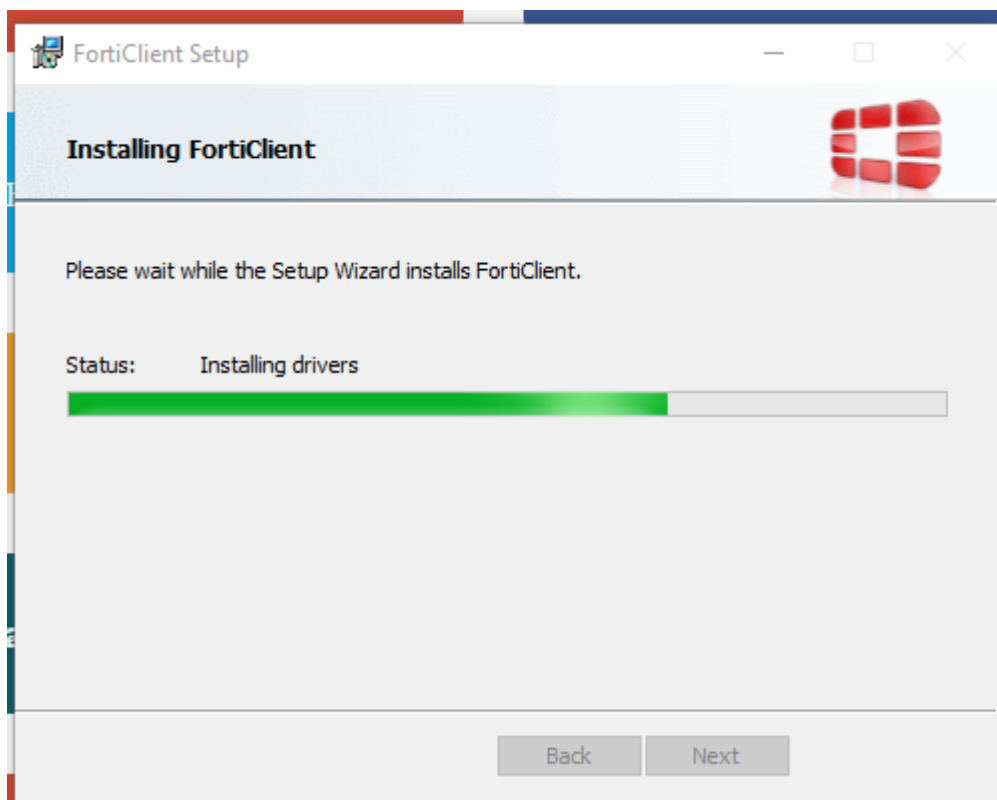 FortiClient Setup
Installing FortiClient
Please wait while the Setup Wizard installs FortiClient.
Status: Installing drivers
Back Next